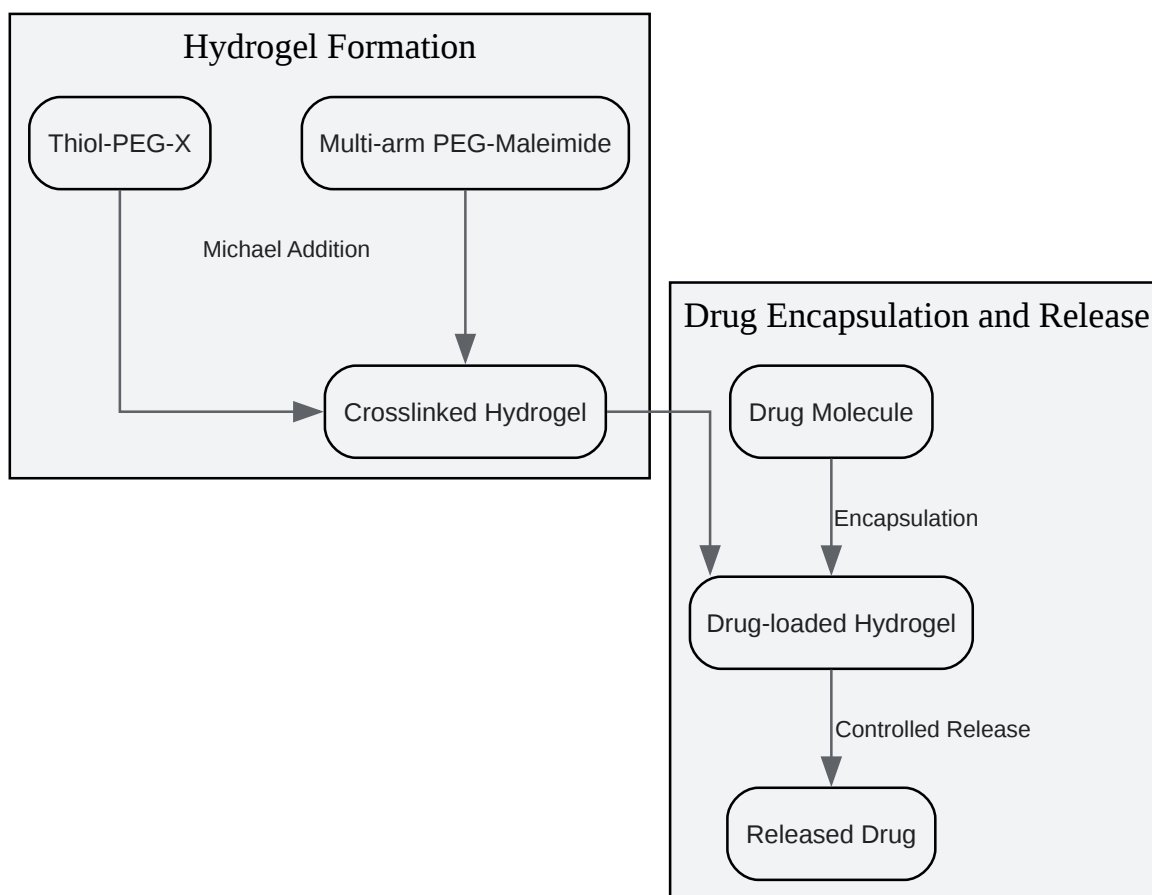 Hydrogel Formation
Thiol-PEG-X
Multi-arm PEG-Maleimide
Michael Addition
Crosslinked Hydrogel
Drug Encapsulation and Release
Drug Molecule
Encapsulation
Drug-loaded Hydrogel
Controlled Release
Released Drug